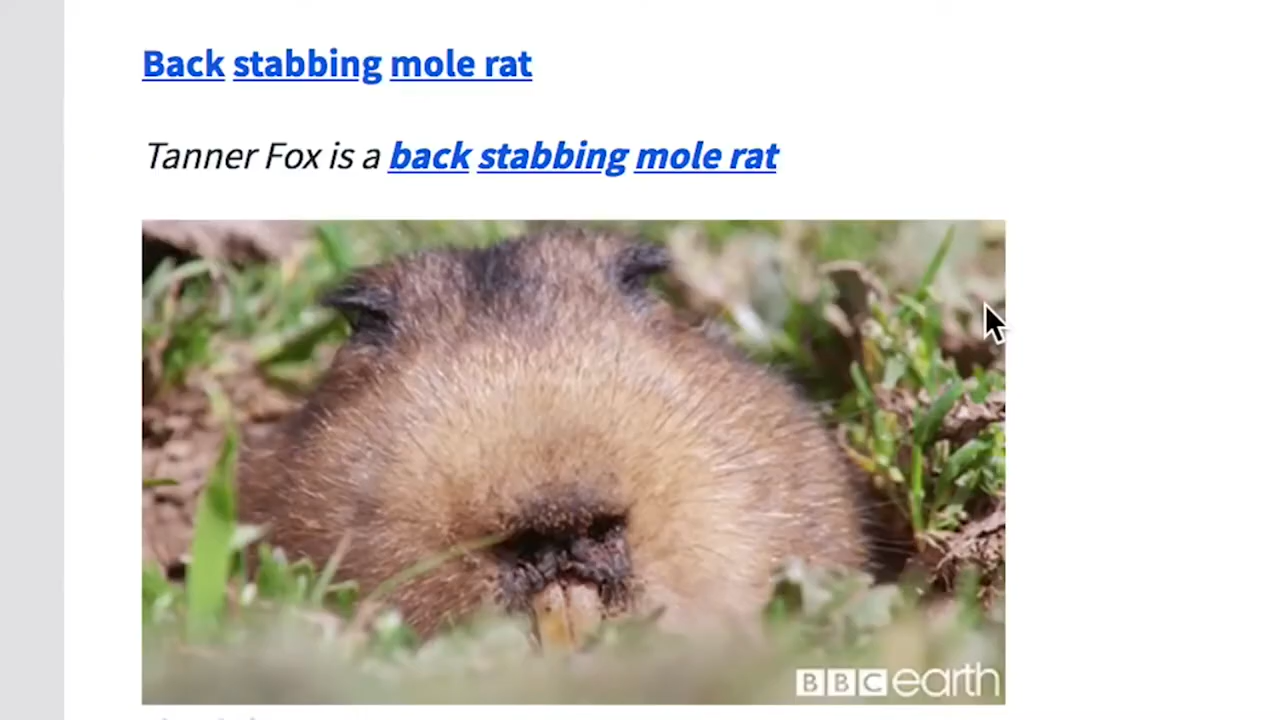 Back stabbing mole rat
Tanner Fox is a back stabbing mole rat
BBC earth